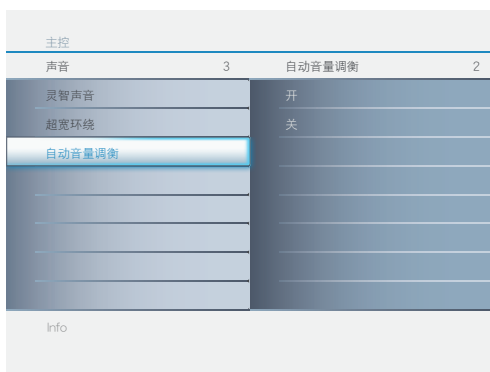 主控
声音 3 自动音量调衡 2
灵智声音 开
超宽环绕 关
自动音量调衡
Info